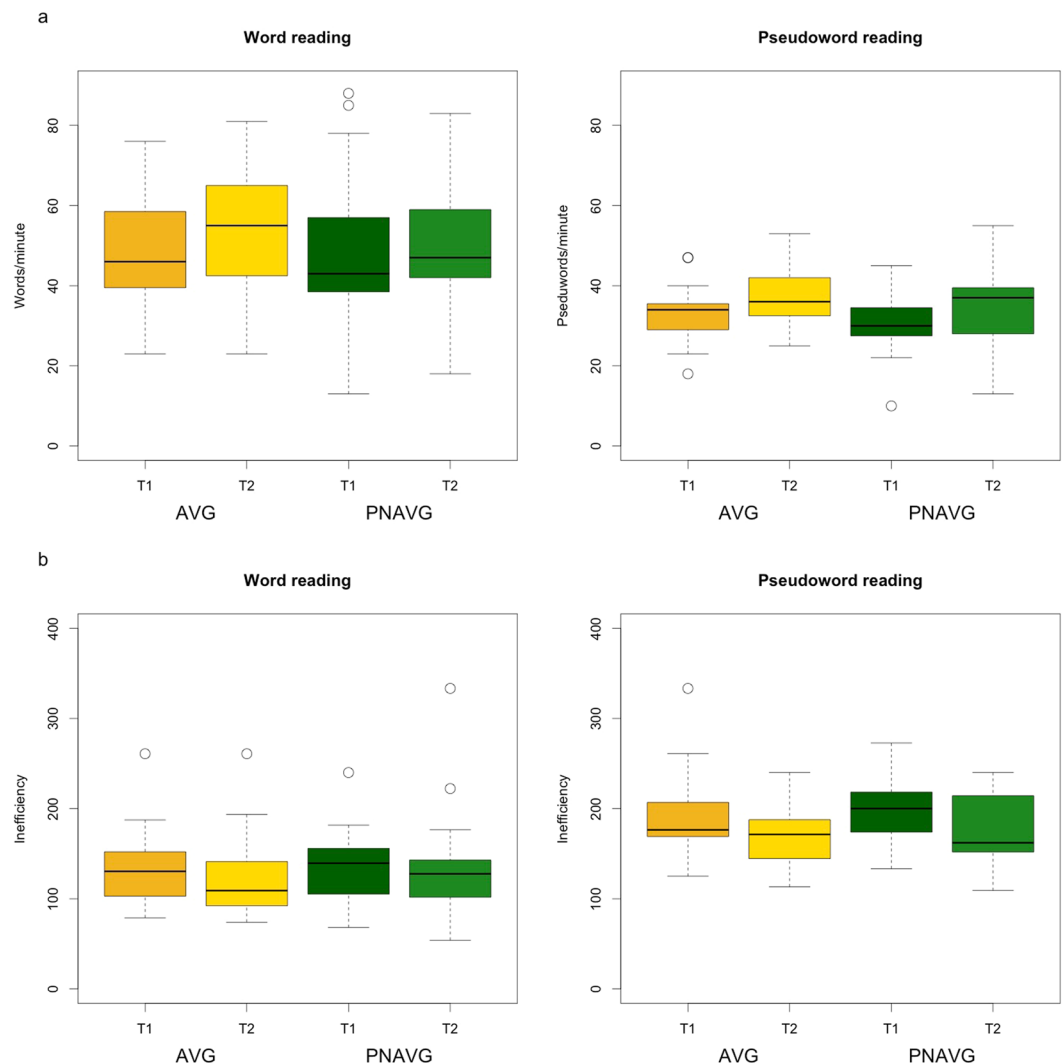 a
Word reading
Pseudoword reading
Words/minute
80
60
40
20
0
T1 T2 T1 T2
AVG PNAVG
Pseduwords/minute
80
60
40
20
0
T1 T2 T1 T2
AVG PNAVG
b
Word reading
Pseudoword reading
Inefficiency
400
300
200
100
0
T1 T2 T1 T2
AVG PNAVG
Inefficiency
400
300
200
100
0
T1 T2 T1 T2
AVG PNAVG